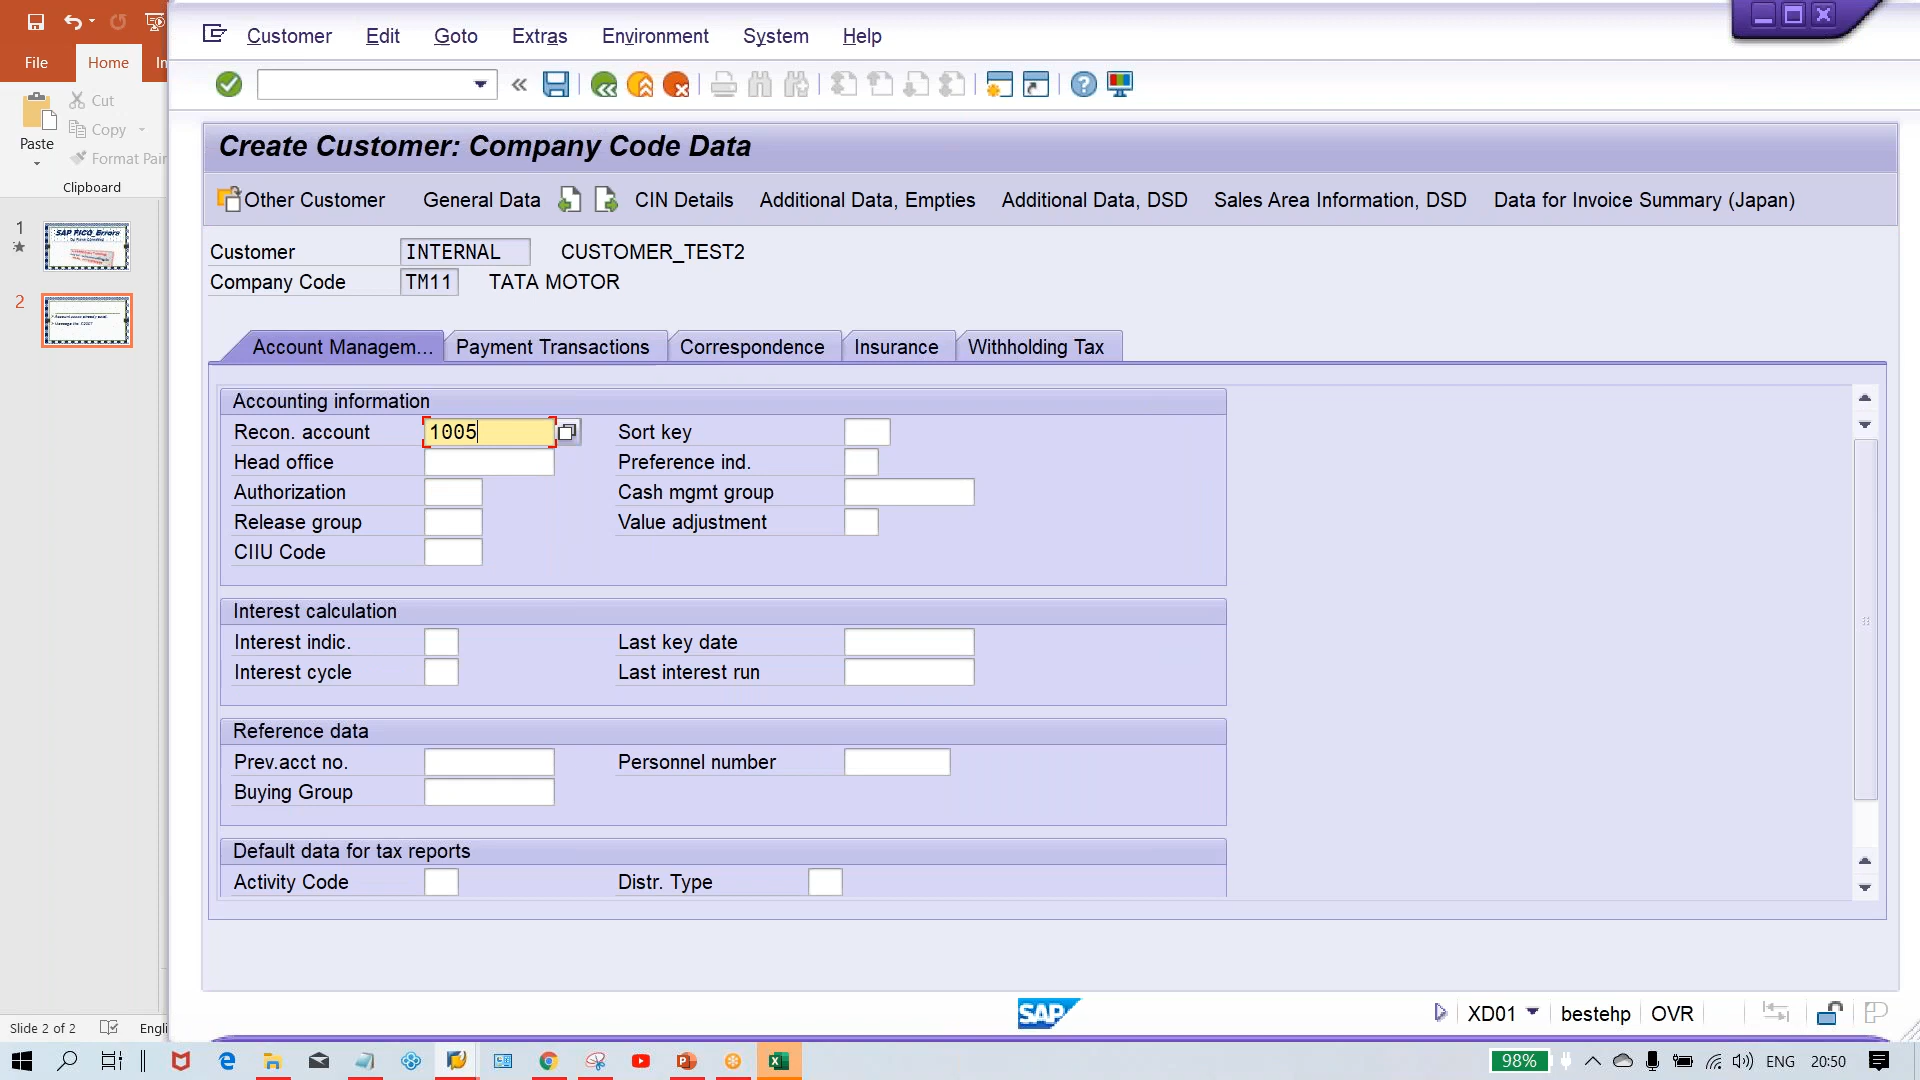 Customer Edit Goto Extras Environment System Help
File Home In
Cut
Copy
Format Pain
Paste
Clipboard
1
SAP FICO_Errors
2
Create Customer: Company Code Data
Other Customer General Data CIN Details Additional Data, Empties Additional Data, DSD Sales Area Information, DSD Data for Invoice Summary (Japan)
Customer INTERNAL CUSTOMER_TEST2
Company Code TM11 TATA MOTOR
Account Managem... Payment Transactions Correspondence Insurance Withholding Tax
Accounting information
Recon. account 1005 Sort key
Head office Preference ind.
Authorization Cash mgmt group
Release group Value adjustment
CIIU Code
Interest calculation
Interest indic. Last key date
Interest cycle Last interest run
Reference data
Prev.acct no. Personnel number
Buying Group
Default data for tax reports
Activity Code Distr. Type
SAP XD01 bestehp OVR
Slide 2 of 2 Engli
98% ENG 20:50